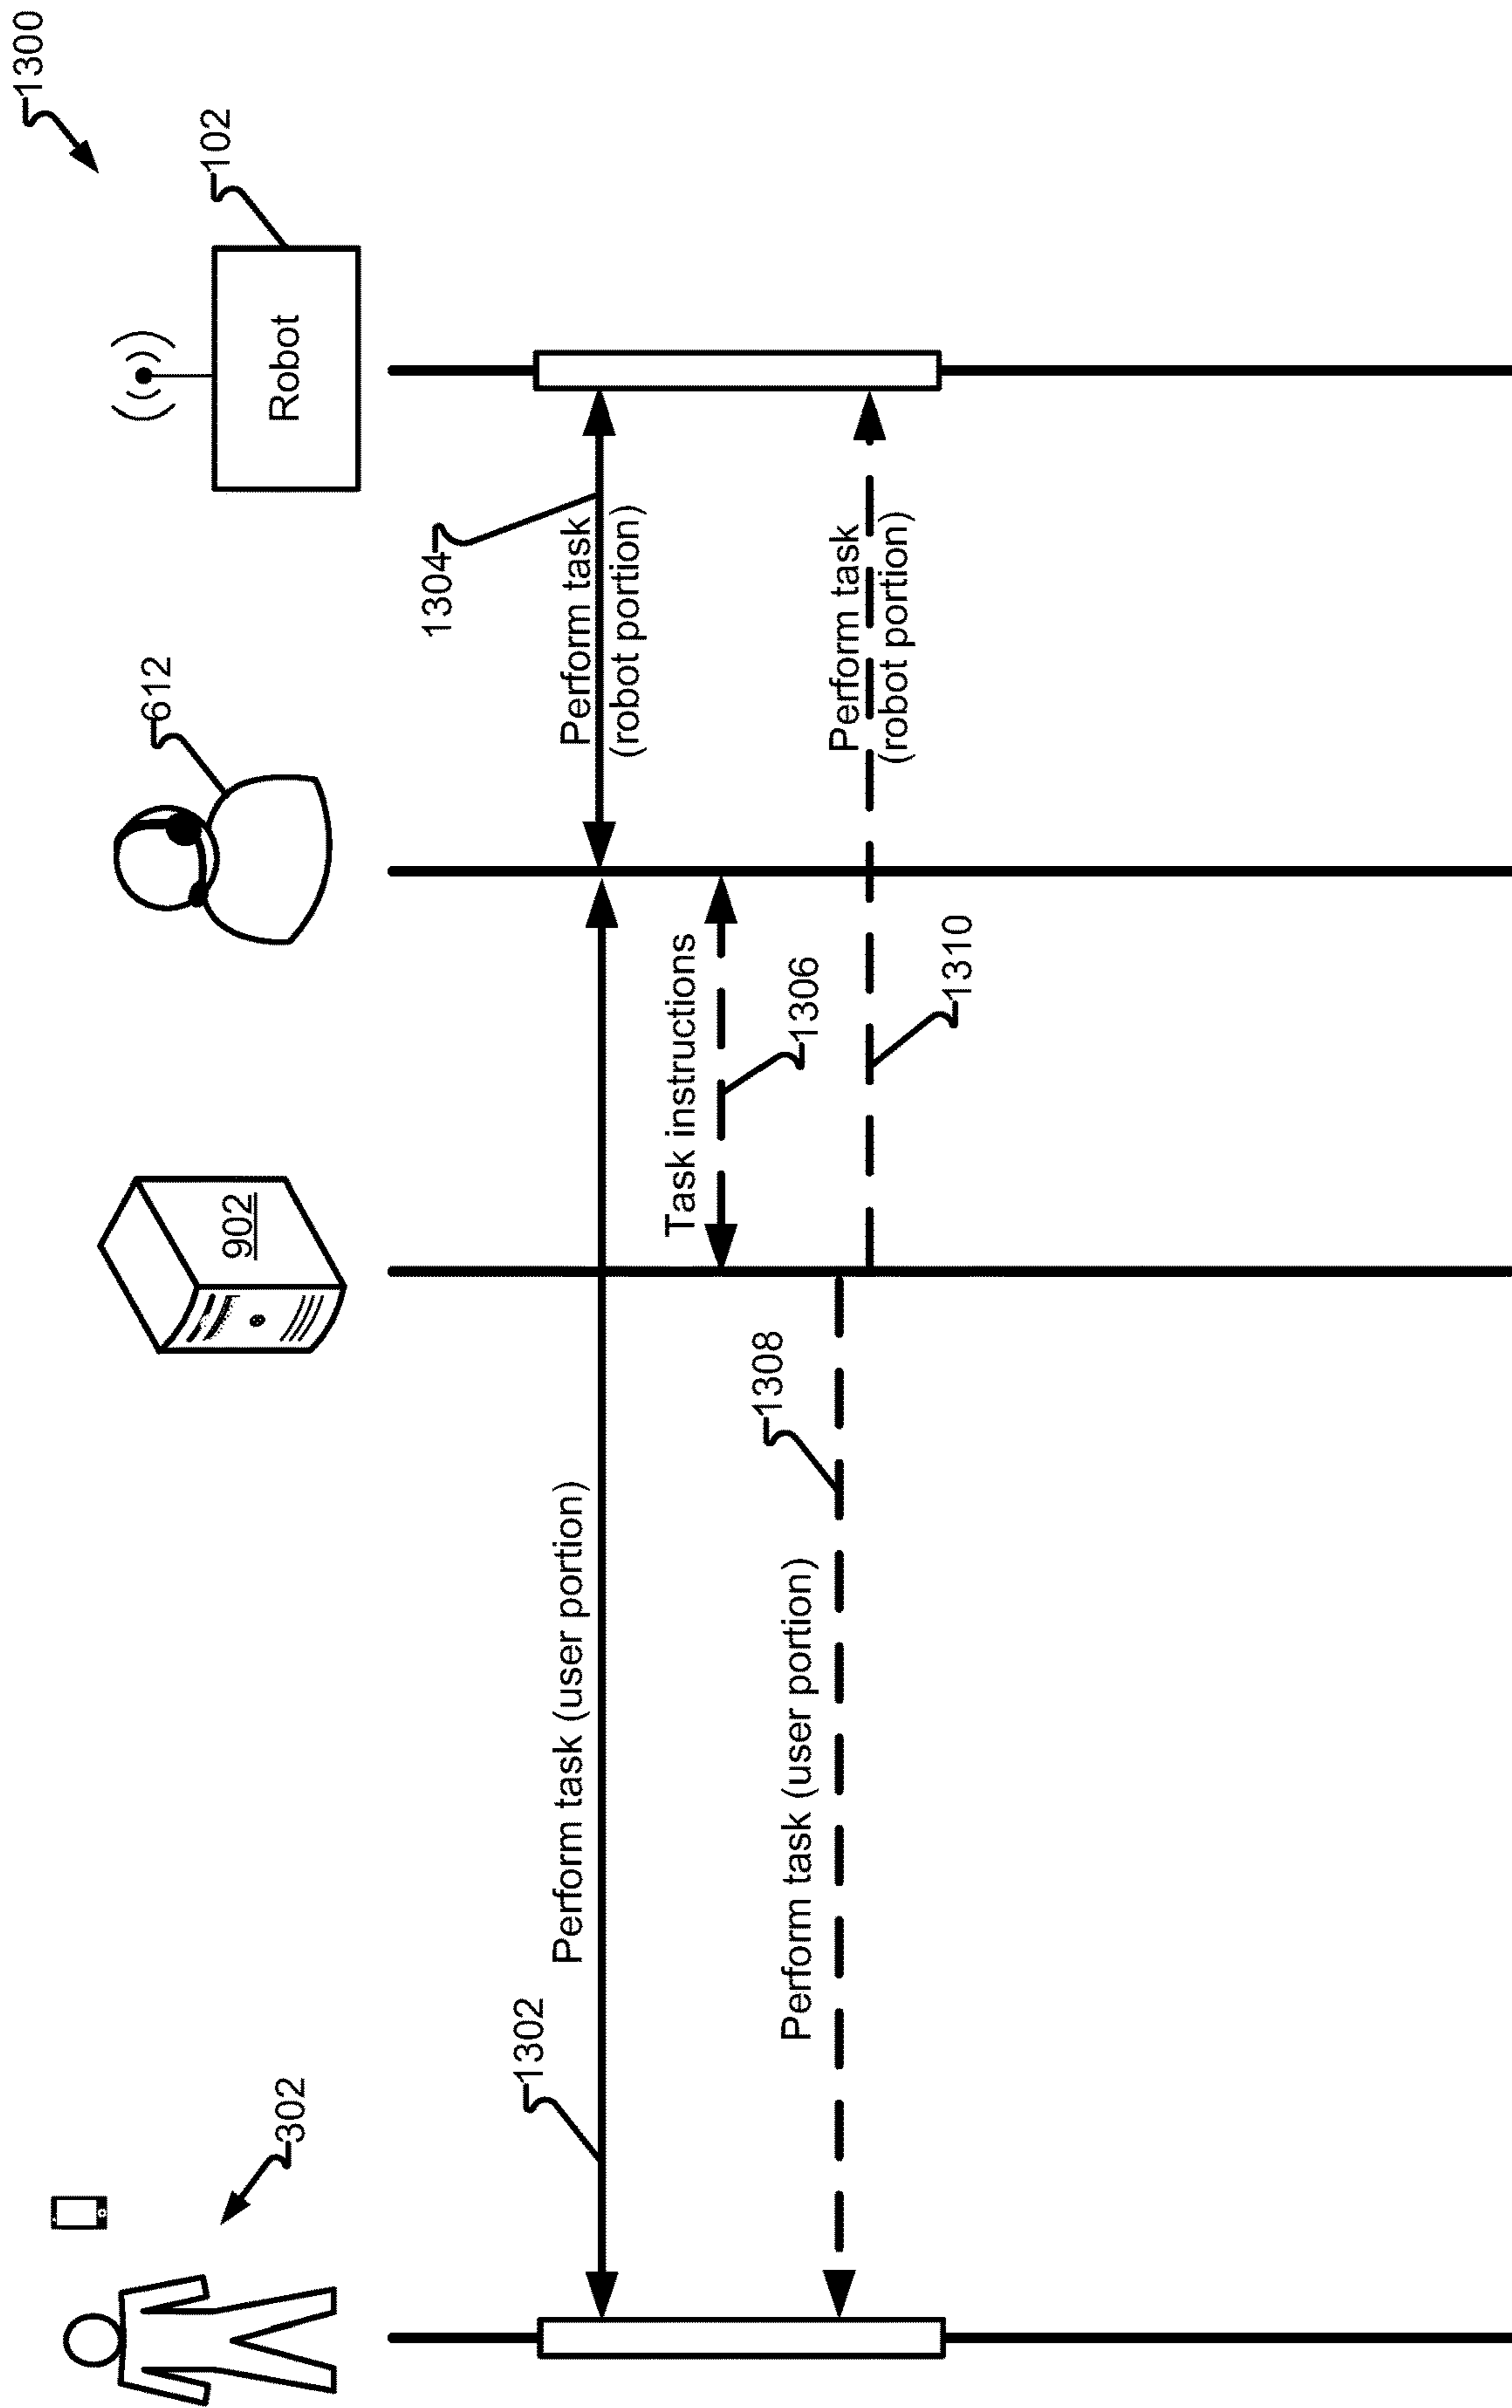 1300
302
902
612
102
Robot
1302
Perform task (user portion)
1304
Perform task
(robot portion)
Task instructions
1306
Perform task (user portion)
1308
Perform task
(robot portion)
1310